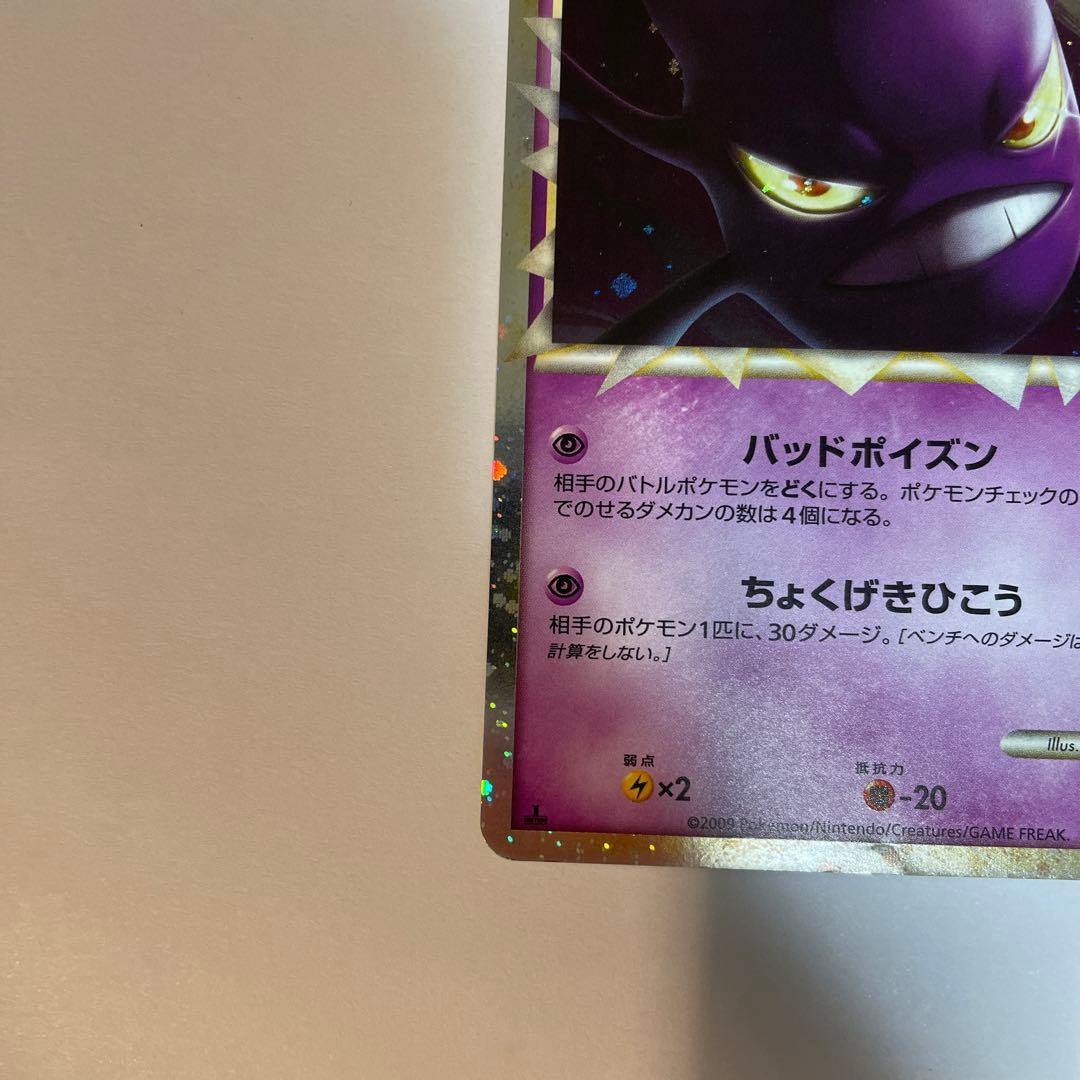 バッドポイズン
相手のバトルポケモンをどくにする。ポケモンチェックの
でのせるダメカンの数は4個になる。
ちょくげきひこう
相手のポケモン1匹に、30ダメージ。[ベンチへのダメージは
計算をしない。]
Illus.
弱点
×2
抵抗力
-20
1
EDITION
©2009 Pokémon/Nintendo/Creatures/GAME FREAK.